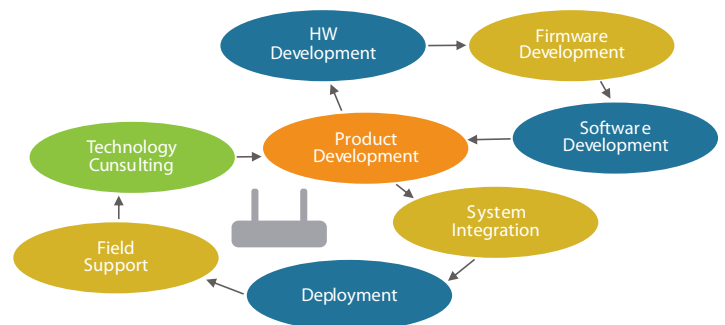 HW
Development
Firmware
Development
Software
Development
Product
Development
Technology
Cunsulting
System
Integration
Field
Support
Deployment